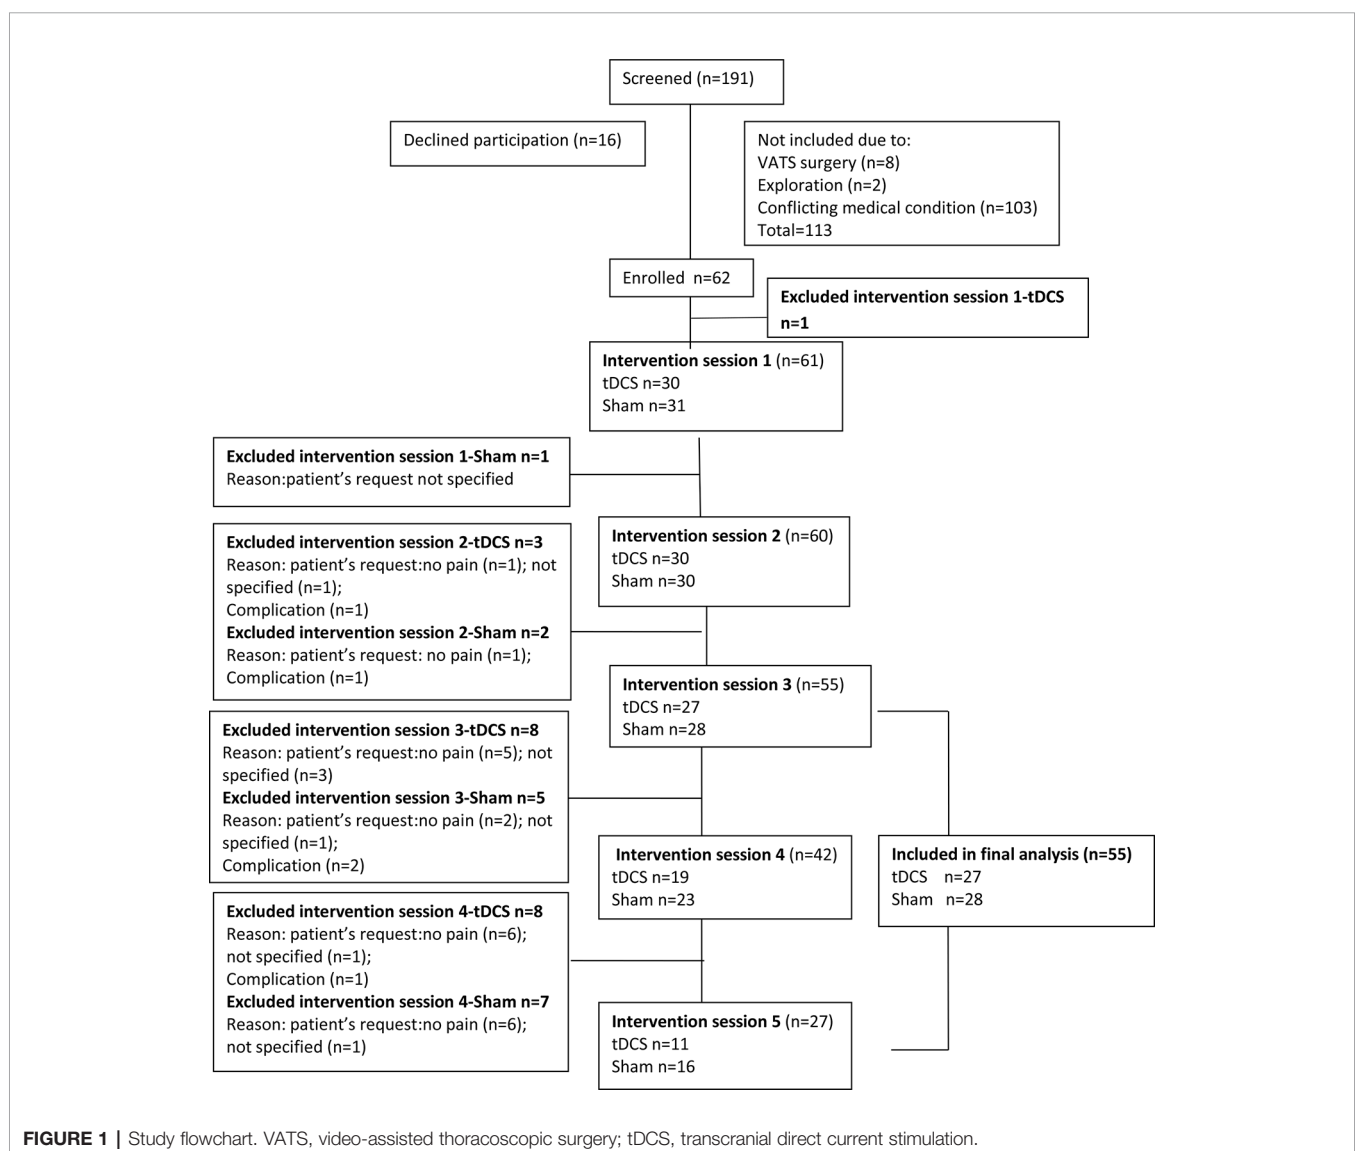 Screened (n=191)
Declined participation (n=16)
Not included due to:
VATS surgery (n=8)
Exploration (n=2)
Conflicting medical condition (n=103)
Total=113
Enrolled n=62
Excluded intervention session 1-tDCS
n=1
Intervention session 1 (n=61)
tDCS n=30
Sham n=31
Excluded intervention session 1-Sham n=1
Reason:patient’s request not specified
Intervention session 2 (n=60)
tDCS n=30
Sham n=30
Excluded intervention session 2-tDCS n=3
Reason: patient’s request:no pain (n=1); not
specified (n=1);
Complication (n=1)
Excluded intervention session 2-Sham n=2
Reason: patient’s request: no pain (n=1);
Complication (n=1)
Intervention session 3 (n=55)
tDCS n=27
Sham n=28
Excluded intervention session 3-tDCS n=8
Reason: patient’s request:no pain (n=5); not
specified (n=3)
Excluded intervention session 3-Sham n=5
Reason: patient’s request:no pain (n=2); not
specified (n=1);
Complication (n=2)
Intervention session 4 (n=42)
tDCS n=19
Sham n=23
Included in final analysis (n=55)
tDCS n=27
Sham n=28
Excluded intervention session 4-tDCS n=8
Reason: patient’s request:no pain (n=6);
not specified (n=1);
Complication (n=1)
Excluded intervention session 4-Sham n=7
Reason: patient’s request:no pain (n=6);
not specified (n=1)
Intervention session 5 (n=27)
tDCS n=11
Sham n=16
FIGURE 1 | Study flowchart. VATS, video-assisted thoracoscopic surgery; tDCS, transcranial direct current stimulation.